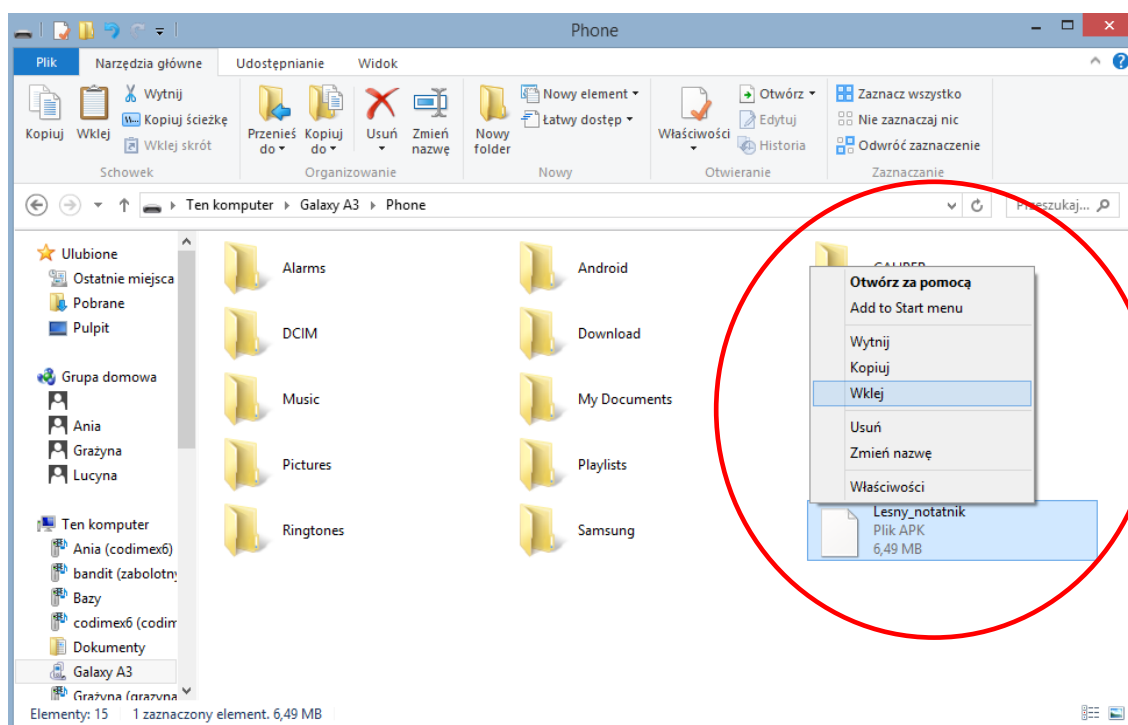 Phone
Plik Narzędzia główne Udostępnianie Widok
Kopiuj
Wklej
Wytnij
Kopiuj ścieżkę
Wklej skrót
Schowek
Przenieś do
Kopiuj do
Usuń
Zmień nazwę
Organizowanie
Nowy folder
Nowy element
Łatwy dostęp
Nowy
Właściwości
Otwórz
Edytuj
Historia
Otwieranie
Zaznacz wszystko
Nie zaznaczaj nic
Odwróć zaznaczenie
Zaznaczanie
Ten komputer Galaxy A3 Phone
Przeszukaj...
Ulubione
Ostatnie miejsca
Pobrane
Pulpit
Grupa domowa
Ania
Grażyna
Lucyna
Ten komputer
Ania (codimex6)
bandit (zabolotny
Bazy
codimex6 (codim
Dokumenty
Galaxy A3
Grażyna (grazyna
Alarms
Android
CALIPER
DCIM
Download
Music
My Documents
Pictures
Playlists
Ringtones
Samsung
Otwórz za pomocą
Add to Start menu
Wytnij
Kopiuj
Wklej
Usuń
Zmień nazwę
Właściwości
Lesny_notatnik
Plik APK
6,49 MB
Elementy: 15 1 zaznaczony element. 6,49 MB